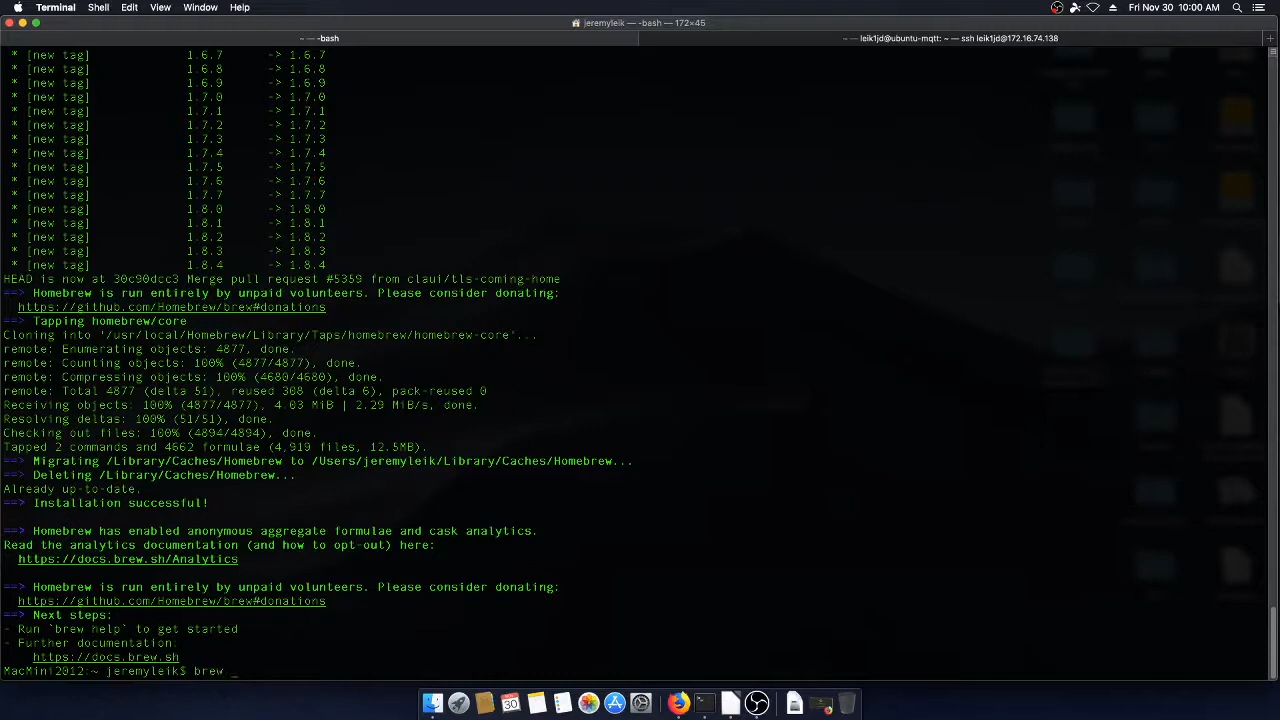 Terminal Shell Edit View Window Help Fri Nov 30 10:00 AM
jeremyleik — -bash — 172×45
~ — -bash ~ — leik1jd@ubuntu-mqtt: ~ — ssh leik1jd@172.16.74.138
* [new tag] 1.6.7 -> 1.6.7
* [new tag] 1.6.8 -> 1.6.8
* [new tag] 1.6.9 -> 1.6.9
* [new tag] 1.7.0 -> 1.7.0
* [new tag] 1.7.1 -> 1.7.1
* [new tag] 1.7.2 -> 1.7.2
* [new tag] 1.7.3 -> 1.7.3
* [new tag] 1.7.4 -> 1.7.4
* [new tag] 1.7.5 -> 1.7.5
* [new tag] 1.7.6 -> 1.7.6
* [new tag] 1.7.7 -> 1.7.7
* [new tag] 1.8.0 -> 1.8.0
* [new tag] 1.8.1 -> 1.8.1
* [new tag] 1.8.2 -> 1.8.2
* [new tag] 1.8.3 -> 1.8.3
* [new tag] 1.8.4 -> 1.8.4
HEAD is now at 30c90dcc3 Merge pull request #5359 from claui/tls-coming-home
==> Homebrew is run entirely by unpaid volunteers. Please consider donating:
https://github.com/Homebrew/brew#donations
==> Tapping homebrew/core
Cloning into '/usr/local/Homebrew/Library/Taps/homebrew/homebrew-core'...
remote: Enumerating objects: 4877, done.
remote: Counting objects: 100% (4877/4877), done.
remote: Compressing objects: 100% (4680/4680), done.
remote: Total 4877 (delta 51), reused 308 (delta 6), pack-reused 0
Receiving objects: 100% (4877/4877), 4.03 MiB | 2.29 MiB/s, done.
Resolving deltas: 100% (51/51), done.
Checking out files: 100% (4894/4894), done.
Tapped 2 commands and 4662 formulae (4,919 files, 12.5MB).
==> Migrating /Library/Caches/Homebrew to /Users/jeremyleik/Library/Caches/Homebrew...
==> Deleting /Library/Caches/Homebrew...
Already up-to-date.
==> Installation successful!
==> Homebrew has enabled anonymous aggregate formulae and cask analytics.
Read the analytics documentation (and how to opt-out) here:
https://docs.brew.sh/Analytics
==> Homebrew is run entirely by unpaid volunteers. Please consider donating:
https://github.com/Homebrew/brew#donations
==> Next steps:
- Run `brew help` to get started
- Further documentation:
https://docs.brew.sh
MacMini2012:~ jeremyleik$ brew _
30